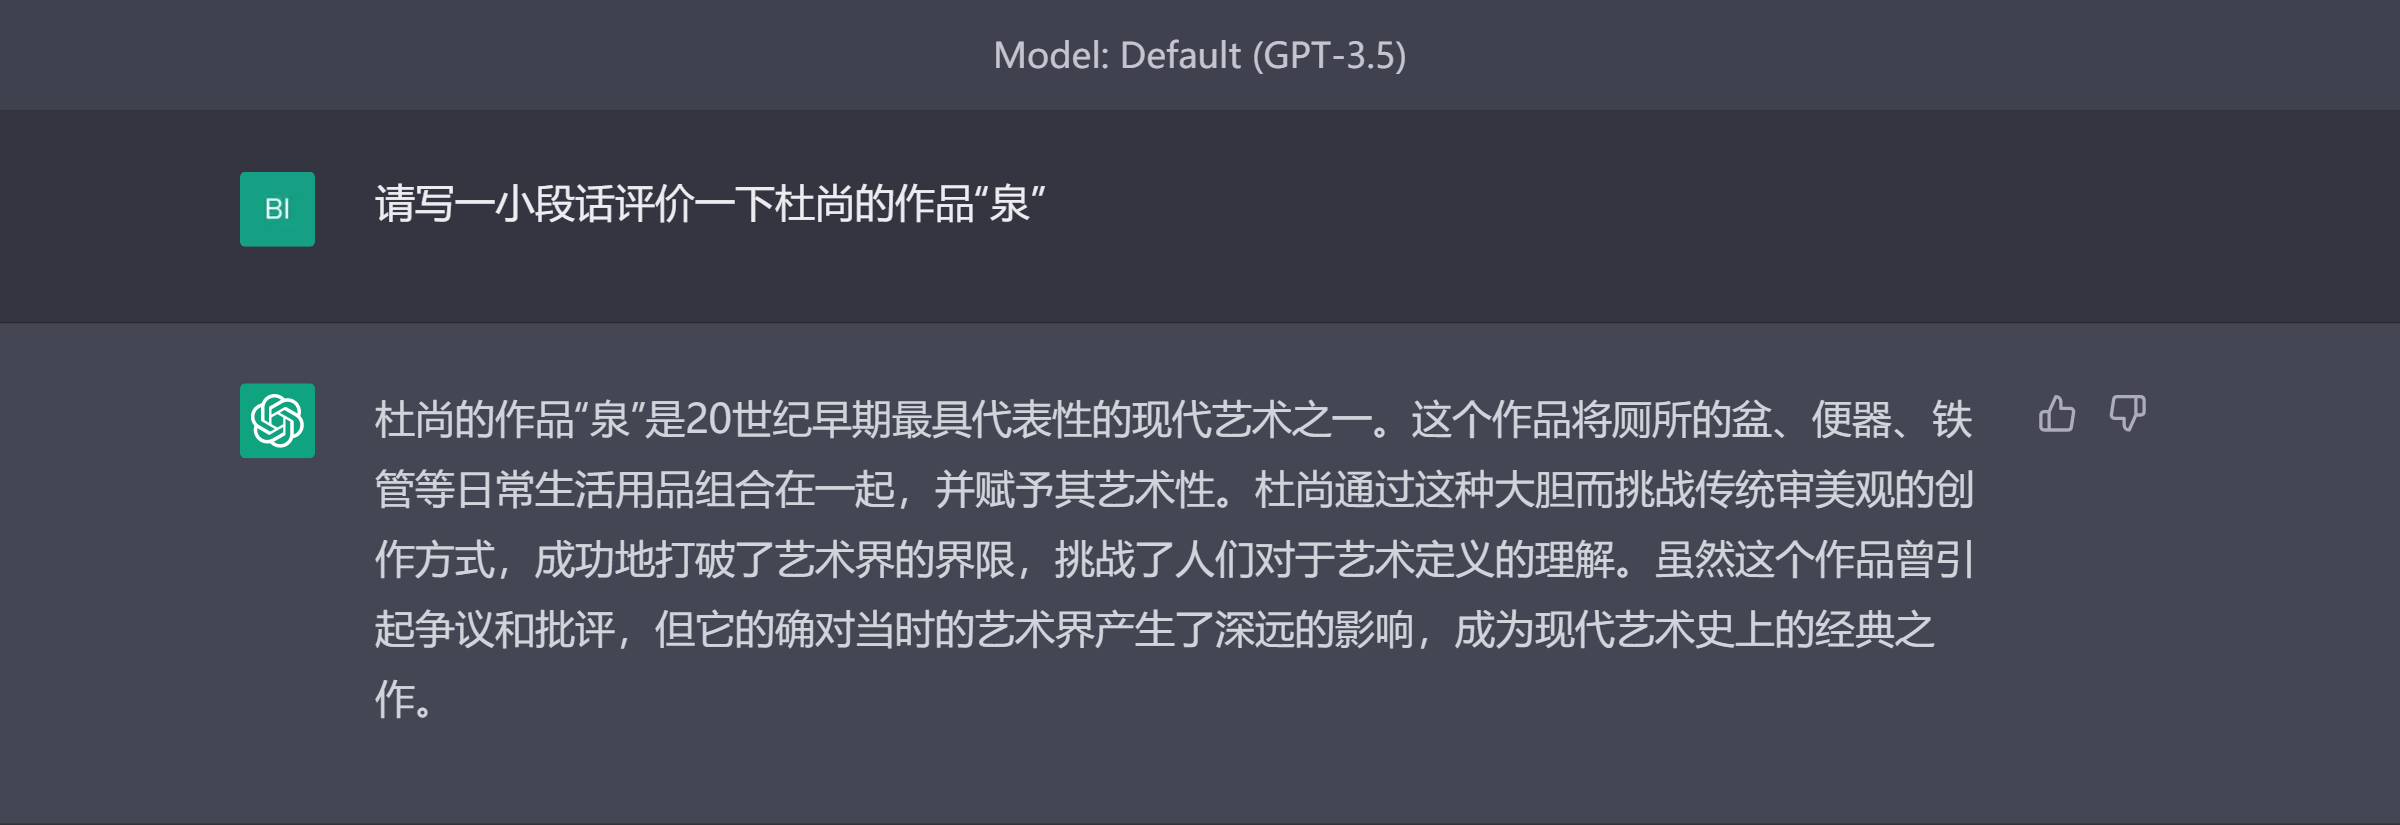 Model: Default (GPT-3.5)
BI
请写一小段话评价一下杜尚的作品“泉”
杜尚的作品“泉”是20世纪早期最具代表性的现代艺术之一。这个作品将厕所的盆、便器、铁
管等日常生活用品组合在一起，并赋予其艺术性。杜尚通过这种大胆而挑战传统审美观的创
作方式，成功地打破了艺术界的界限，挑战了人们对于艺术定义的理解。虽然这个作品曾引
起争议和批评，但它的确对当时的艺术界产生了深远的影响，成为现代艺术史上的经典之
作。